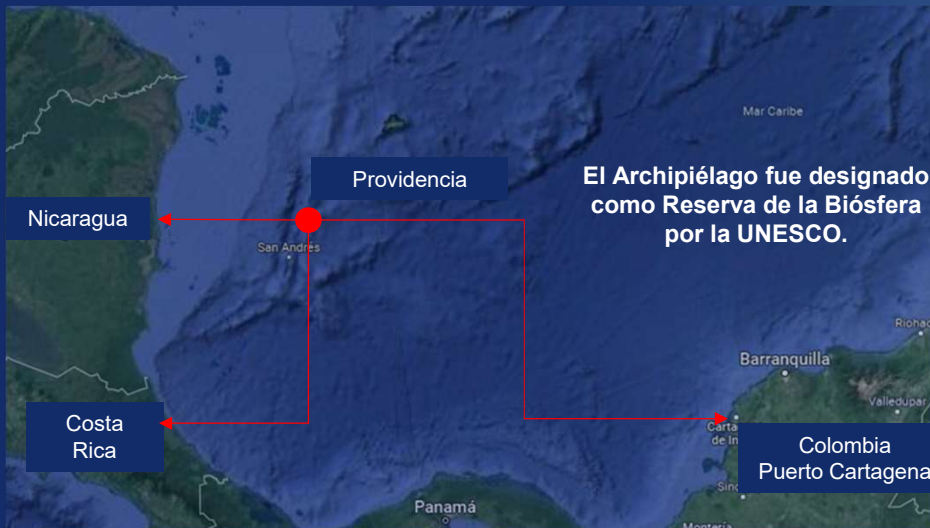 Mar Caribe
El Archipiélago fue designado
como Reserva de la Biósfera
por la UNESCO.
Providencia
Nicaragua
San Andrés
Barranquilla
Valledupar
Costa
Rica
Colombia
Puerto Cartagena
Panamá
Montería